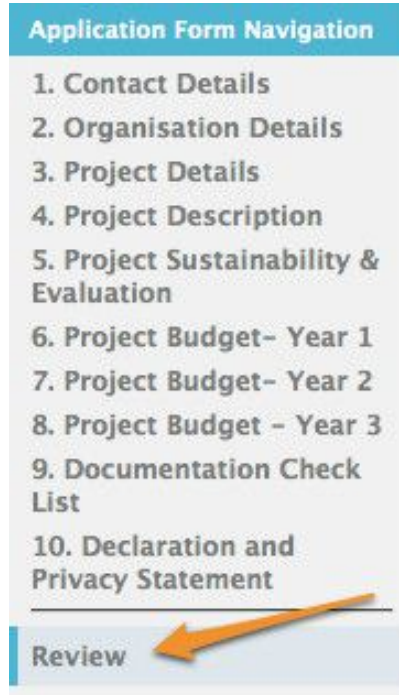 Application Form Navigation
1. Contact Details
2. Organisation Details
3. Project Details
4. Project Description
5. Project Sustainability &
Evaluation
6. Project Budget– Year 1
7. Project Budget– Year 2
8. Project Budget – Year 3
9. Documentation Check
List
10. Declaration and
Privacy Statement
Review